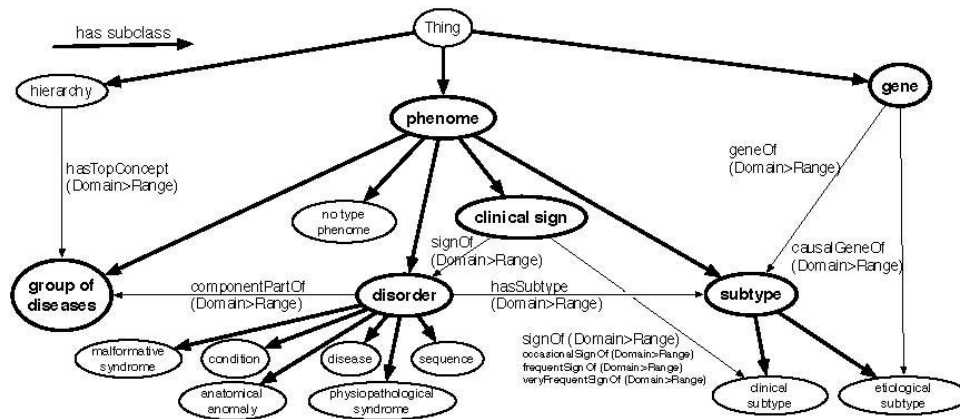 Thing
has subclass
hierarchy
gene
phenome
hasTopConcept
(Domain>Range)
geneOf
(Domain>Range)
no type
phenome
clinical sign
signOf
(Domain>Range)
causalGeneOf
(Domain>Range)
group of
diseases
componentPartOf
(Domain>Range)
disorder
hasSubtype
(Domain>Range)
subtype
malformative
syndrome
condition
disease
sequence
signOf (Domain>Range)
occasionalSignOf (Domain>Range)
frequentSignOf (Domain>Range)
veryFrequentSignOf (Domain>Range)
anatomical
anomaly
physiopathological
syndrome
clinical
subtype
etiological
subtype